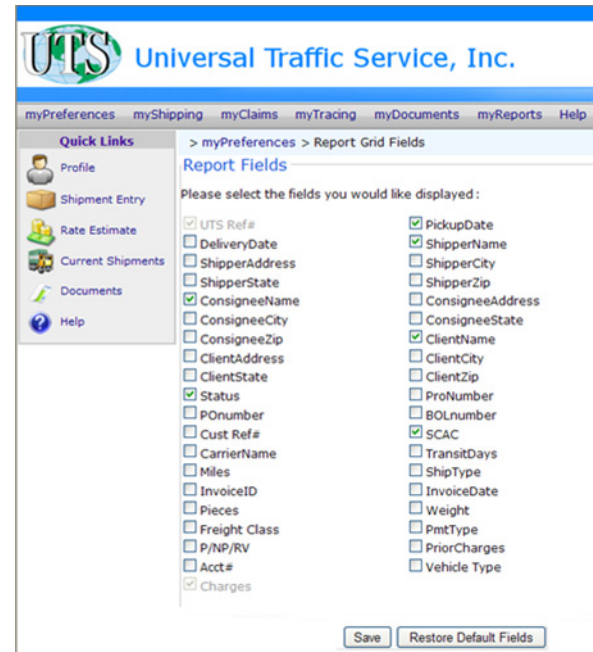 UTS Universal Traffic Service, Inc.
myPreferences myShipping myClaims myTracing myDocuments myReports Help
Quick Links
Profile
Shipment Entry
Rate Estimate
Current Shipments
Documents
Help
> myPreferences > Report Grid Fields
Report Fields
Please select the fields you would like displayed :
UTS Ref# PickupDate
DeliveryDate ShipperName
ShipperAddress ShipperCity
ShipperState ShipperZip
ConsigneeName ConsigneeAddress
ConsigneeCity ConsigneeState
ConsigneeZip ClientName
ClientAddress ClientCity
ClientState ClientZip
Status ProNumber
POnumber BOLnumber
Cust Ref# SCAC
CarrierName TransitDays
Miles ShipType
InvoiceID InvoiceDate
Pieces Weight
Freight Class PmtType
P/NP/RV PriorCharges
Acct# Vehicle Type
Charges
Save Restore Default Fields